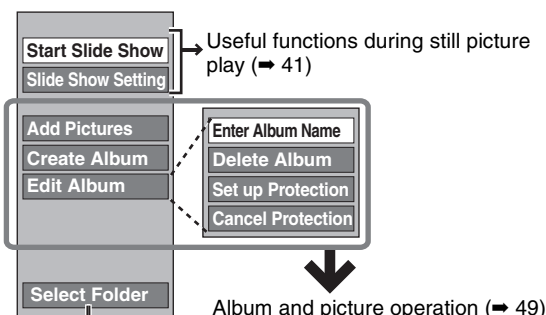 Start Slide Show
Slide Show Setting
Useful functions during still picture
play (➡ 41)
Add Pictures
Create Album
Edit Album
Enter Album Name
Delete Album
Set up Protection
Cancel Protection
Select Folder
Album and picture operation (➡ 49)